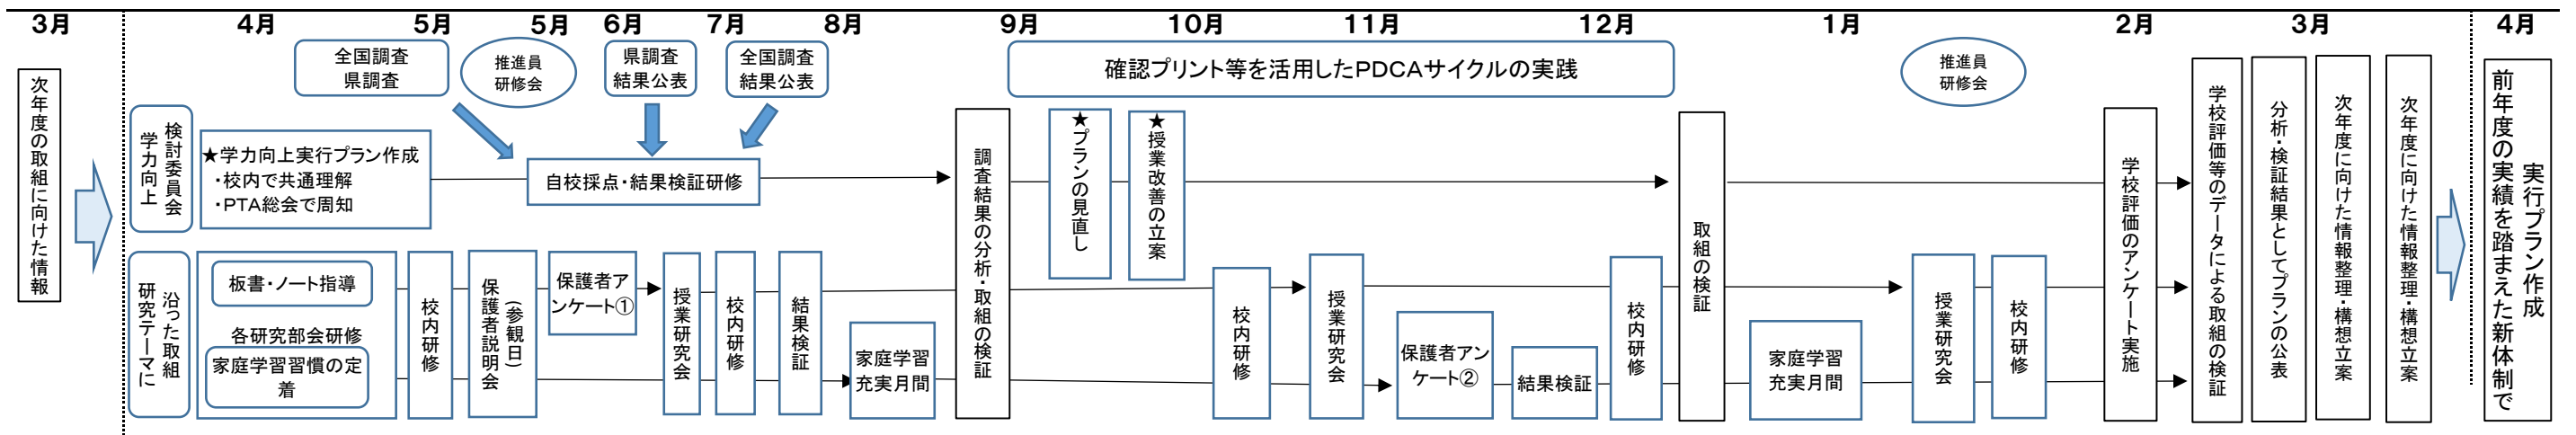 3月
4月
5月
5月
6月
7月
8月
9月
10月
11月
12月
1月
2月
3月
4月
次年度の取組に向けた情報
全国調査
県調査
推進員
研修会
県調査
結果公表
全国調査
結果公表
確認プリント等を活用したPDCAサイクルの実践
推進員
研修会
検討委員会
学力向上
★学力向上実行プラン作成
・校内で共通理解
・PTA総会で周知
自校採点・結果検証研修
調査結果の分析・取組の検証
★プランの見直し
★授業改善の立案
取組の検証
学校評価のアンケート実施
学校評価等のデータによる取組の検証
分析・検証結果としてプランの公表
次年度に向けた情報整理・構想立案
次年度に向けた情報整理・構想立案
実行プラン作成
前年度の実績を踏まえた新体制で
沿った取組
研究テーマに
板書・ノート指導
各研究部会研修
家庭学習習慣の定
着
校内研修
(参観日)
保護者説明会
保護者ア
ンケート①
授業研究会
校内研修
結果検証
家庭学習
充実月間
校内研修
授業研究会
保護者アン
ケート②
結果検証
校内研修
家庭学習
充実月間
授業研究会
校内研修